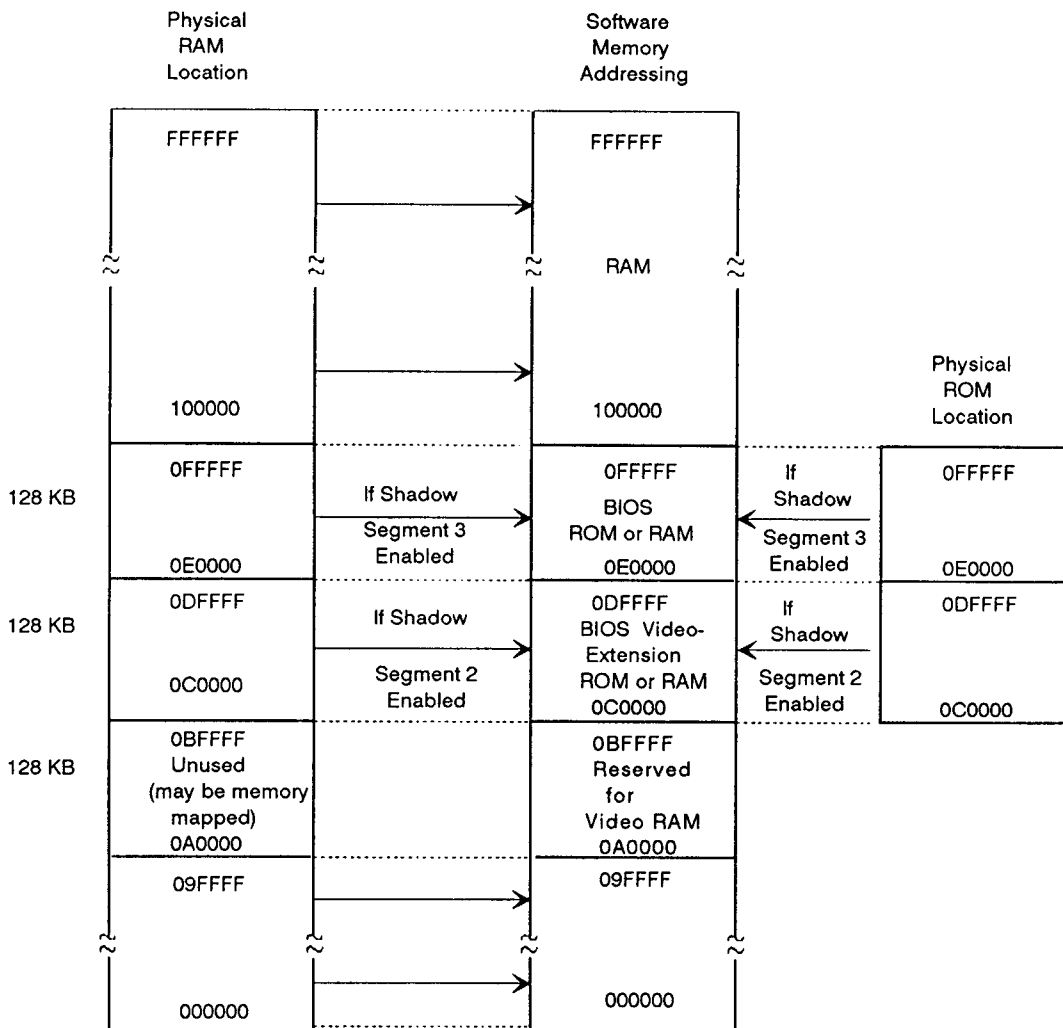 Physical
RAM
Location
Software
Memory
Addressing
FFFFFF
FFFFFF
RAM
100000
100000
Physical
ROM
Location
128 KB
0FFFFF
If Shadow
Segment 3
Enabled
0E0000
0FFFFF
BIOS
ROM or RAM
0E0000
If
Shadow
Segment 3
Enabled
0FFFFF
0E0000
128 KB
0DFFFF
If Shadow
Segment 2
Enabled
0C0000
0DFFFF
BIOS Video-
Extension
ROM or RAM
0C0000
If
Shadow
Segment 2
Enabled
0DFFFF
0C0000
128 KB
0BFFFF
Unused
(may be memory
mapped)
0A0000
0BFFFF
Reserved
for
Video RAM
0A0000
09FFFF
09FFFF
000000
000000